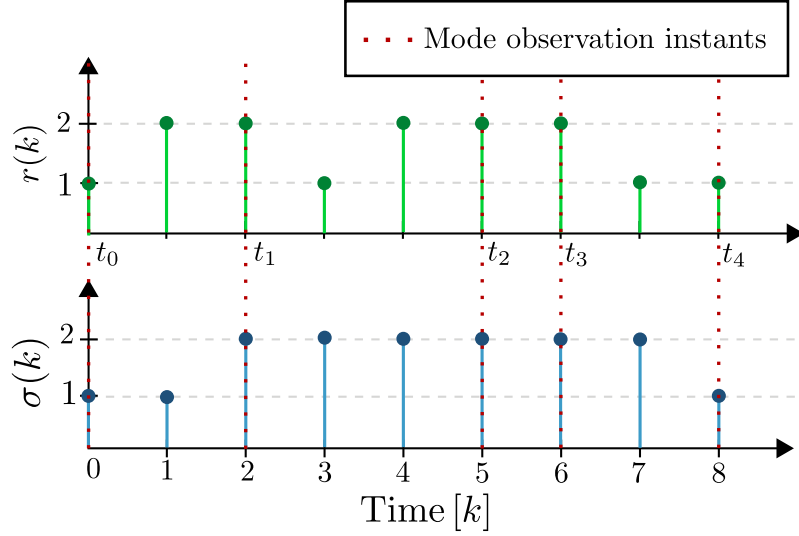 Mode observation instants
r(k)
2
1
t₀ t₁ t₂ t₃ t₄
σ(k)
2
1
0 1 2 3 4 5 6 7 8
Time [k]